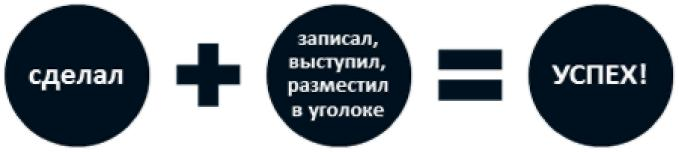 сделал
+
записал,
выступил,
разместил
в уголоке
=
УСПЕХ!